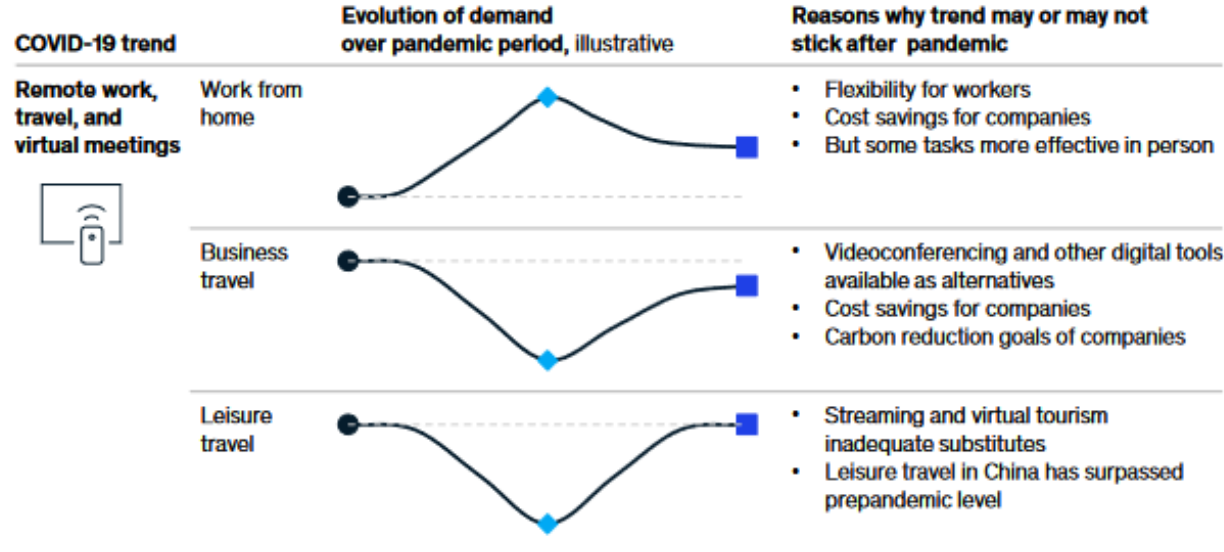 COVID-19 trend
Evolution of demand
over pandemic period, illustrative
Reasons why trend may or may not
stick after pandemic
Remote work,
travel, and
virtual meetings
Work from
home
• Flexibility for workers
• Cost savings for companies
• But some tasks more effective in person
Business
travel
• Videoconferencing and other digital tools
available as alternatives
• Cost savings for companies
• Carbon reduction goals of companies
Leisure
travel
• Streaming and virtual tourism
inadequate substitutes
• Leisure travel in China has surpassed
prepandemic level